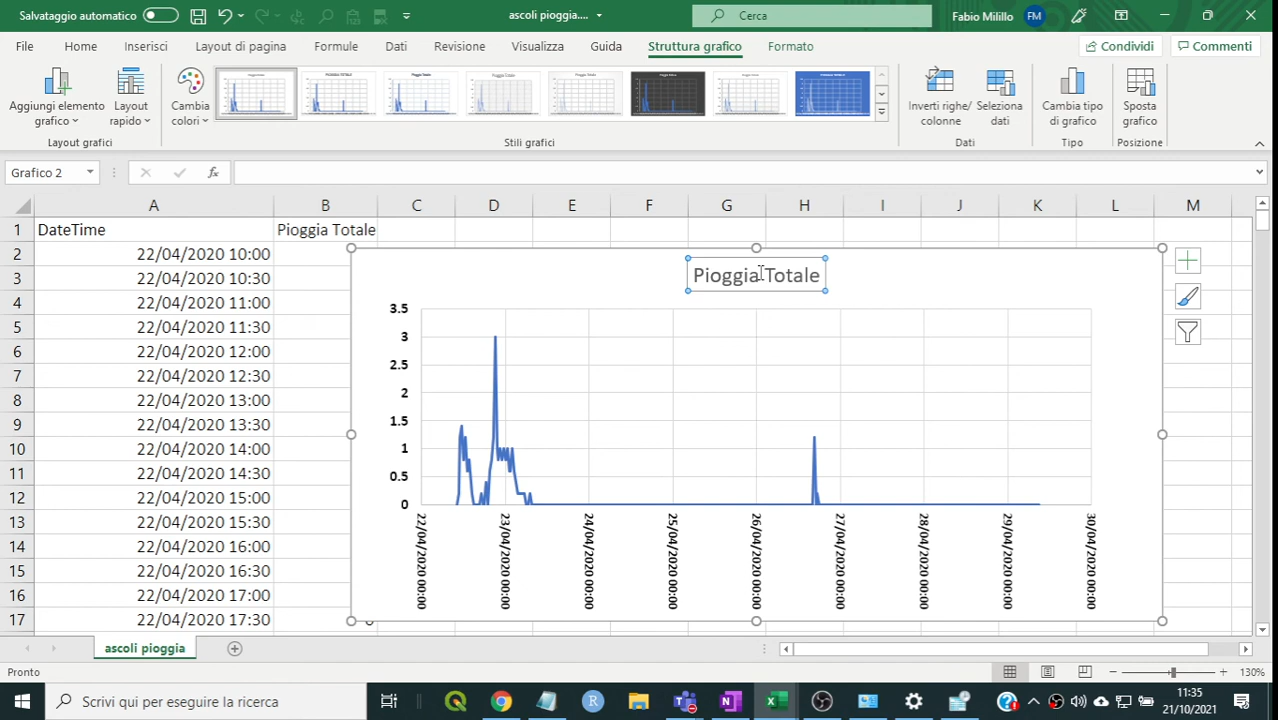 Salvataggio automatico
ascoli pioggia....
Cerca
Fabio Milillo
FM
File
Home
Inserisci
Layout di pagina
Formule
Dati
Revisione
Visualizza
Guida
Struttura grafico
Formato
Condividi
Commenti
Aggiungi elemento grafico
Layout rapido
Cambia colori
Inverti righe/colonne
Seleziona dati
Cambia tipo di grafico
Sposta grafico
Layout grafici
Stili grafici
Dati
Tipo
Posizione
Grafico 2
fx
A B C D E F G H I J K L M
1 DateTime Pioggia Totale
2 22/04/2020 10:00
3 22/04/2020 10:30
4 22/04/2020 11:00
5 22/04/2020 11:30
6 22/04/2020 12:00
7 22/04/2020 12:30
8 22/04/2020 13:00
9 22/04/2020 13:30
10 22/04/2020 14:00
11 22/04/2020 14:30
12 22/04/2020 15:00
13 22/04/2020 15:30
14 22/04/2020 16:00
15 22/04/2020 16:30
16 22/04/2020 17:00
17 22/04/2020 17:30
Pioggia Totale
3.5
3
2.5
2
1.5
1
0.5
0
22/04/2020 00:00
23/04/2020 00:00
24/04/2020 00:00
25/04/2020 00:00
26/04/2020 00:00
27/04/2020 00:00
28/04/2020 00:00
29/04/2020 00:00
30/04/2020 00:00
ascoli pioggia
Pronto
130%
Scrivi qui per eseguire la ricerca
11:35
21/10/2021